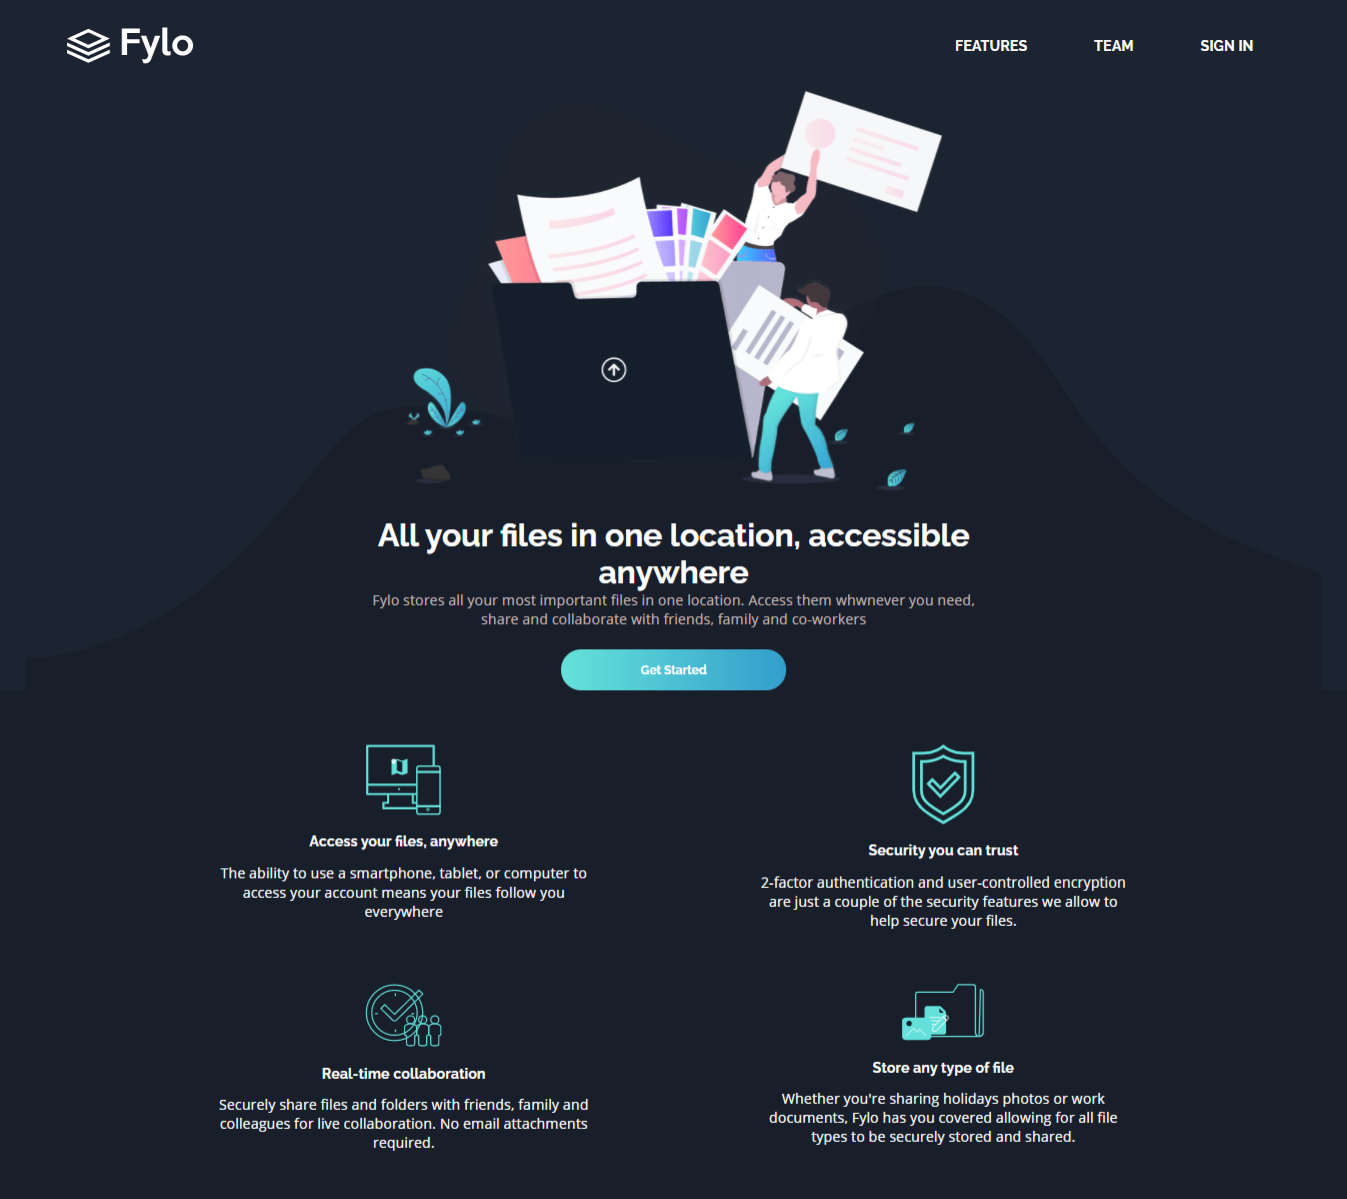 Fylo
FEATURES
TEAM
SIGN IN
All your files in one location, accessible
anywhere
Fylo stores all your most important files in one location. Access them whwnever you need,
share and collaborate with friends, family and co-workers
Get Started
Access your files, anywhere
The ability to use a smartphone, tablet, or computer to
access your account means your files follow you
everywhere
Security you can trust
2-factor authentication and user-controlled encryption
are just a couple of the security features we allow to
help secure your files.
Real-time collaboration
Securely share files and folders with friends, family and
colleagues for live collaboration. No email attachments
required.
Store any type of file
Whether you're sharing holidays photos or work
documents, Fylo has you covered allowing for all file
types to be securely stored and shared.